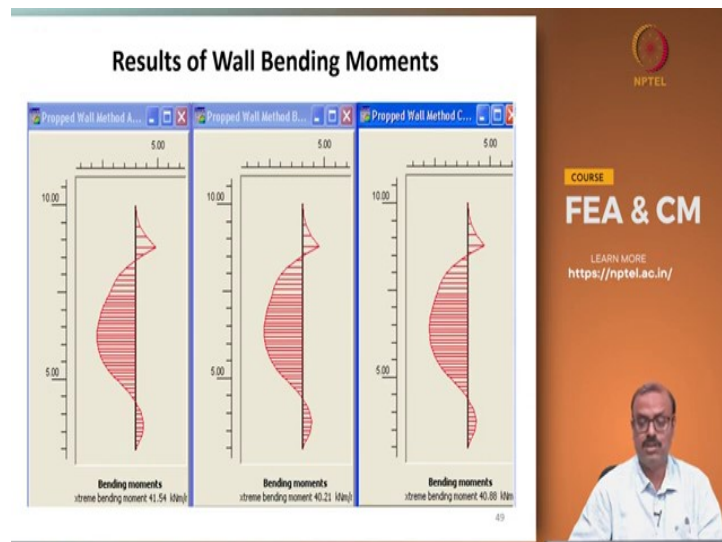 Results of Wall Bending Moments
Propped Wall Method A...
5.00
10.00
5.00
Bending moments
xtreme bending moment 41.54 kNm/r
Propped Wall Method B...
5.00
10.00
5.00
Bending moments
xtreme bending moment 40.21 kNm/r
Propped Wall Method C...
5.00
10.00
5.00
Bending moments
xtreme bending moment 40.88 kNm
49
NPTEL
COURSE
FEA & CM
LEARN MORE
https://nptel.ac.in/